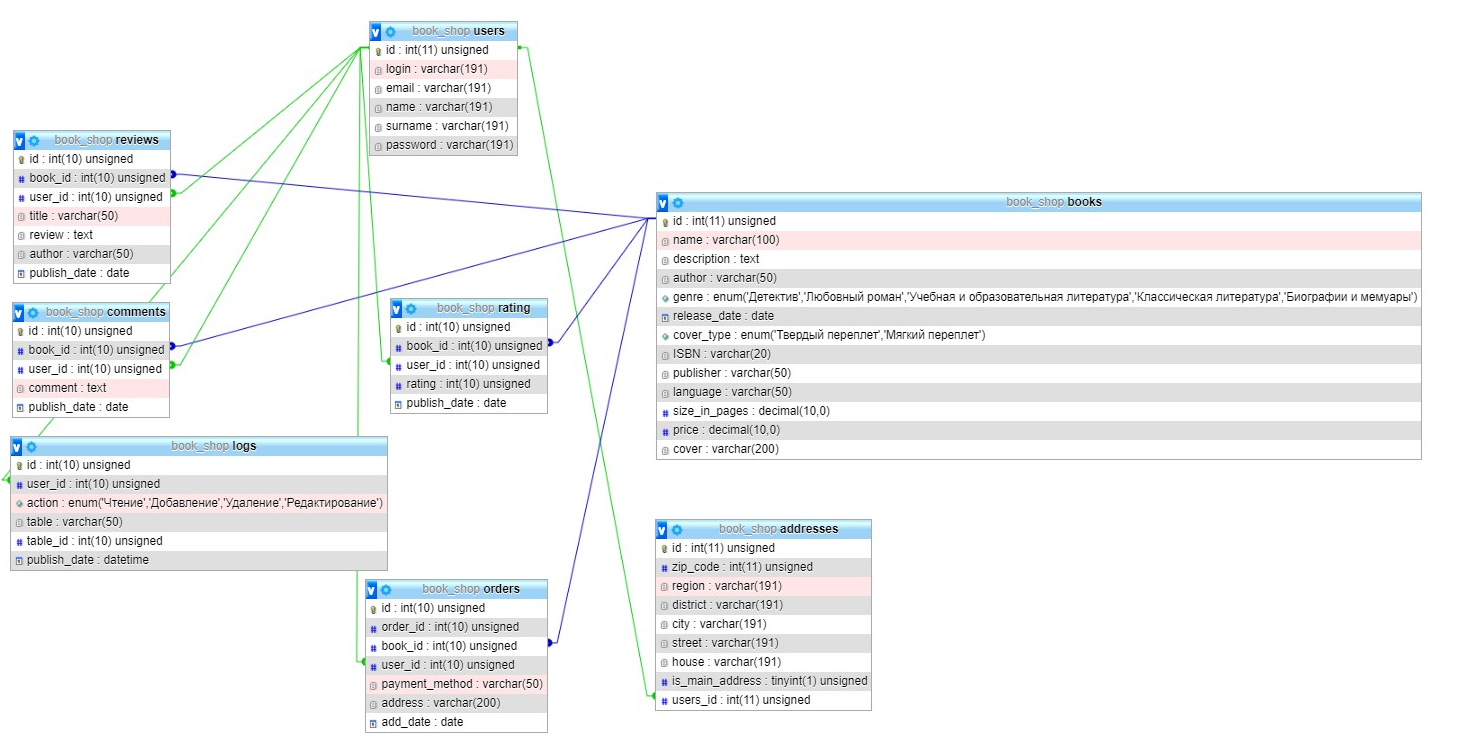 book_shop users
id : int(11) unsigned
login : varchar(191)
email : varchar(191)
name : varchar(191)
surname : varchar(191)
password : varchar(191)
book_shop reviews
id : int(10) unsigned
book_id : int(10) unsigned
user_id : int(10) unsigned
title : varchar(50)
review : text
author : varchar(50)
publish_date : date
book_shop books
id : int(11) unsigned
name : varchar(100)
description : text
author : varchar(50)
genre : enum('Детектив','Любовный роман','Учебная и образовательная литература','Классическая литература','Биографии и мемуары')
release_date : date
cover_type : enum('Твердый переплет','Мягкий переплет')
ISBN : varchar(20)
publisher : varchar(50)
language : varchar(50)
size_in_pages : decimal(10,0)
price : decimal(10,0)
cover : varchar(200)
book_shop comments
id : int(10) unsigned
book_id : int(10) unsigned
user_id : int(10) unsigned
comment : text
publish_date : date
book_shop rating
id : int(10) unsigned
book_id : int(10) unsigned
user_id : int(10) unsigned
rating : int(10) unsigned
publish_date : date
book_shop logs
id : int(10) unsigned
user_id : int(10) unsigned
action : enum('Чтение','Добавление','Удаление','Редактирование')
table : varchar(50)
table_id : int(10) unsigned
publish_date : datetime
book_shop orders
id : int(10) unsigned
order_id : int(10) unsigned
book_id : int(10) unsigned
user_id : int(10) unsigned
payment_method : varchar(50)
address : varchar(200)
add_date : date
book_shop addresses
id : int(11) unsigned
zip_code : int(11) unsigned
region : varchar(191)
district : varchar(191)
city : varchar(191)
street : varchar(191)
house : varchar(191)
is_main_address : tinyint(1) unsigned
users_id : int(11) unsigned